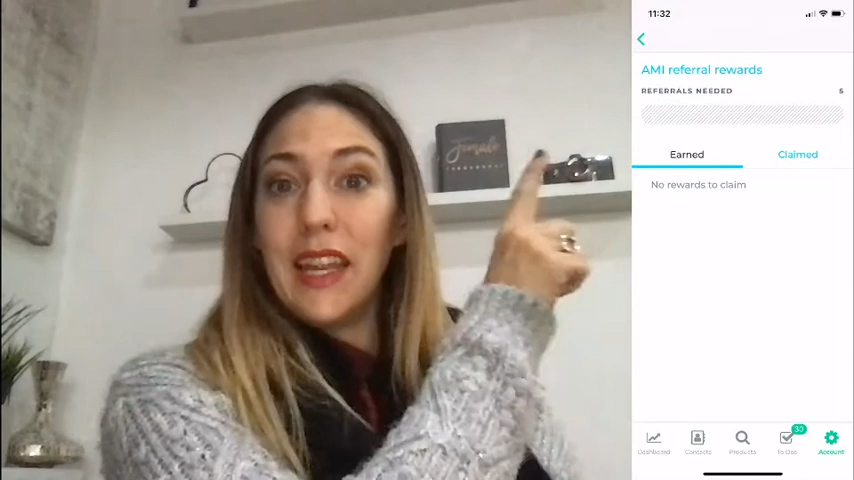 Female
11:32
AMI referral rewards
REFERRALS NEEDED 5
Earned Claimed
No rewards to claim
30
Dashboard Contacts Products To Dos Account